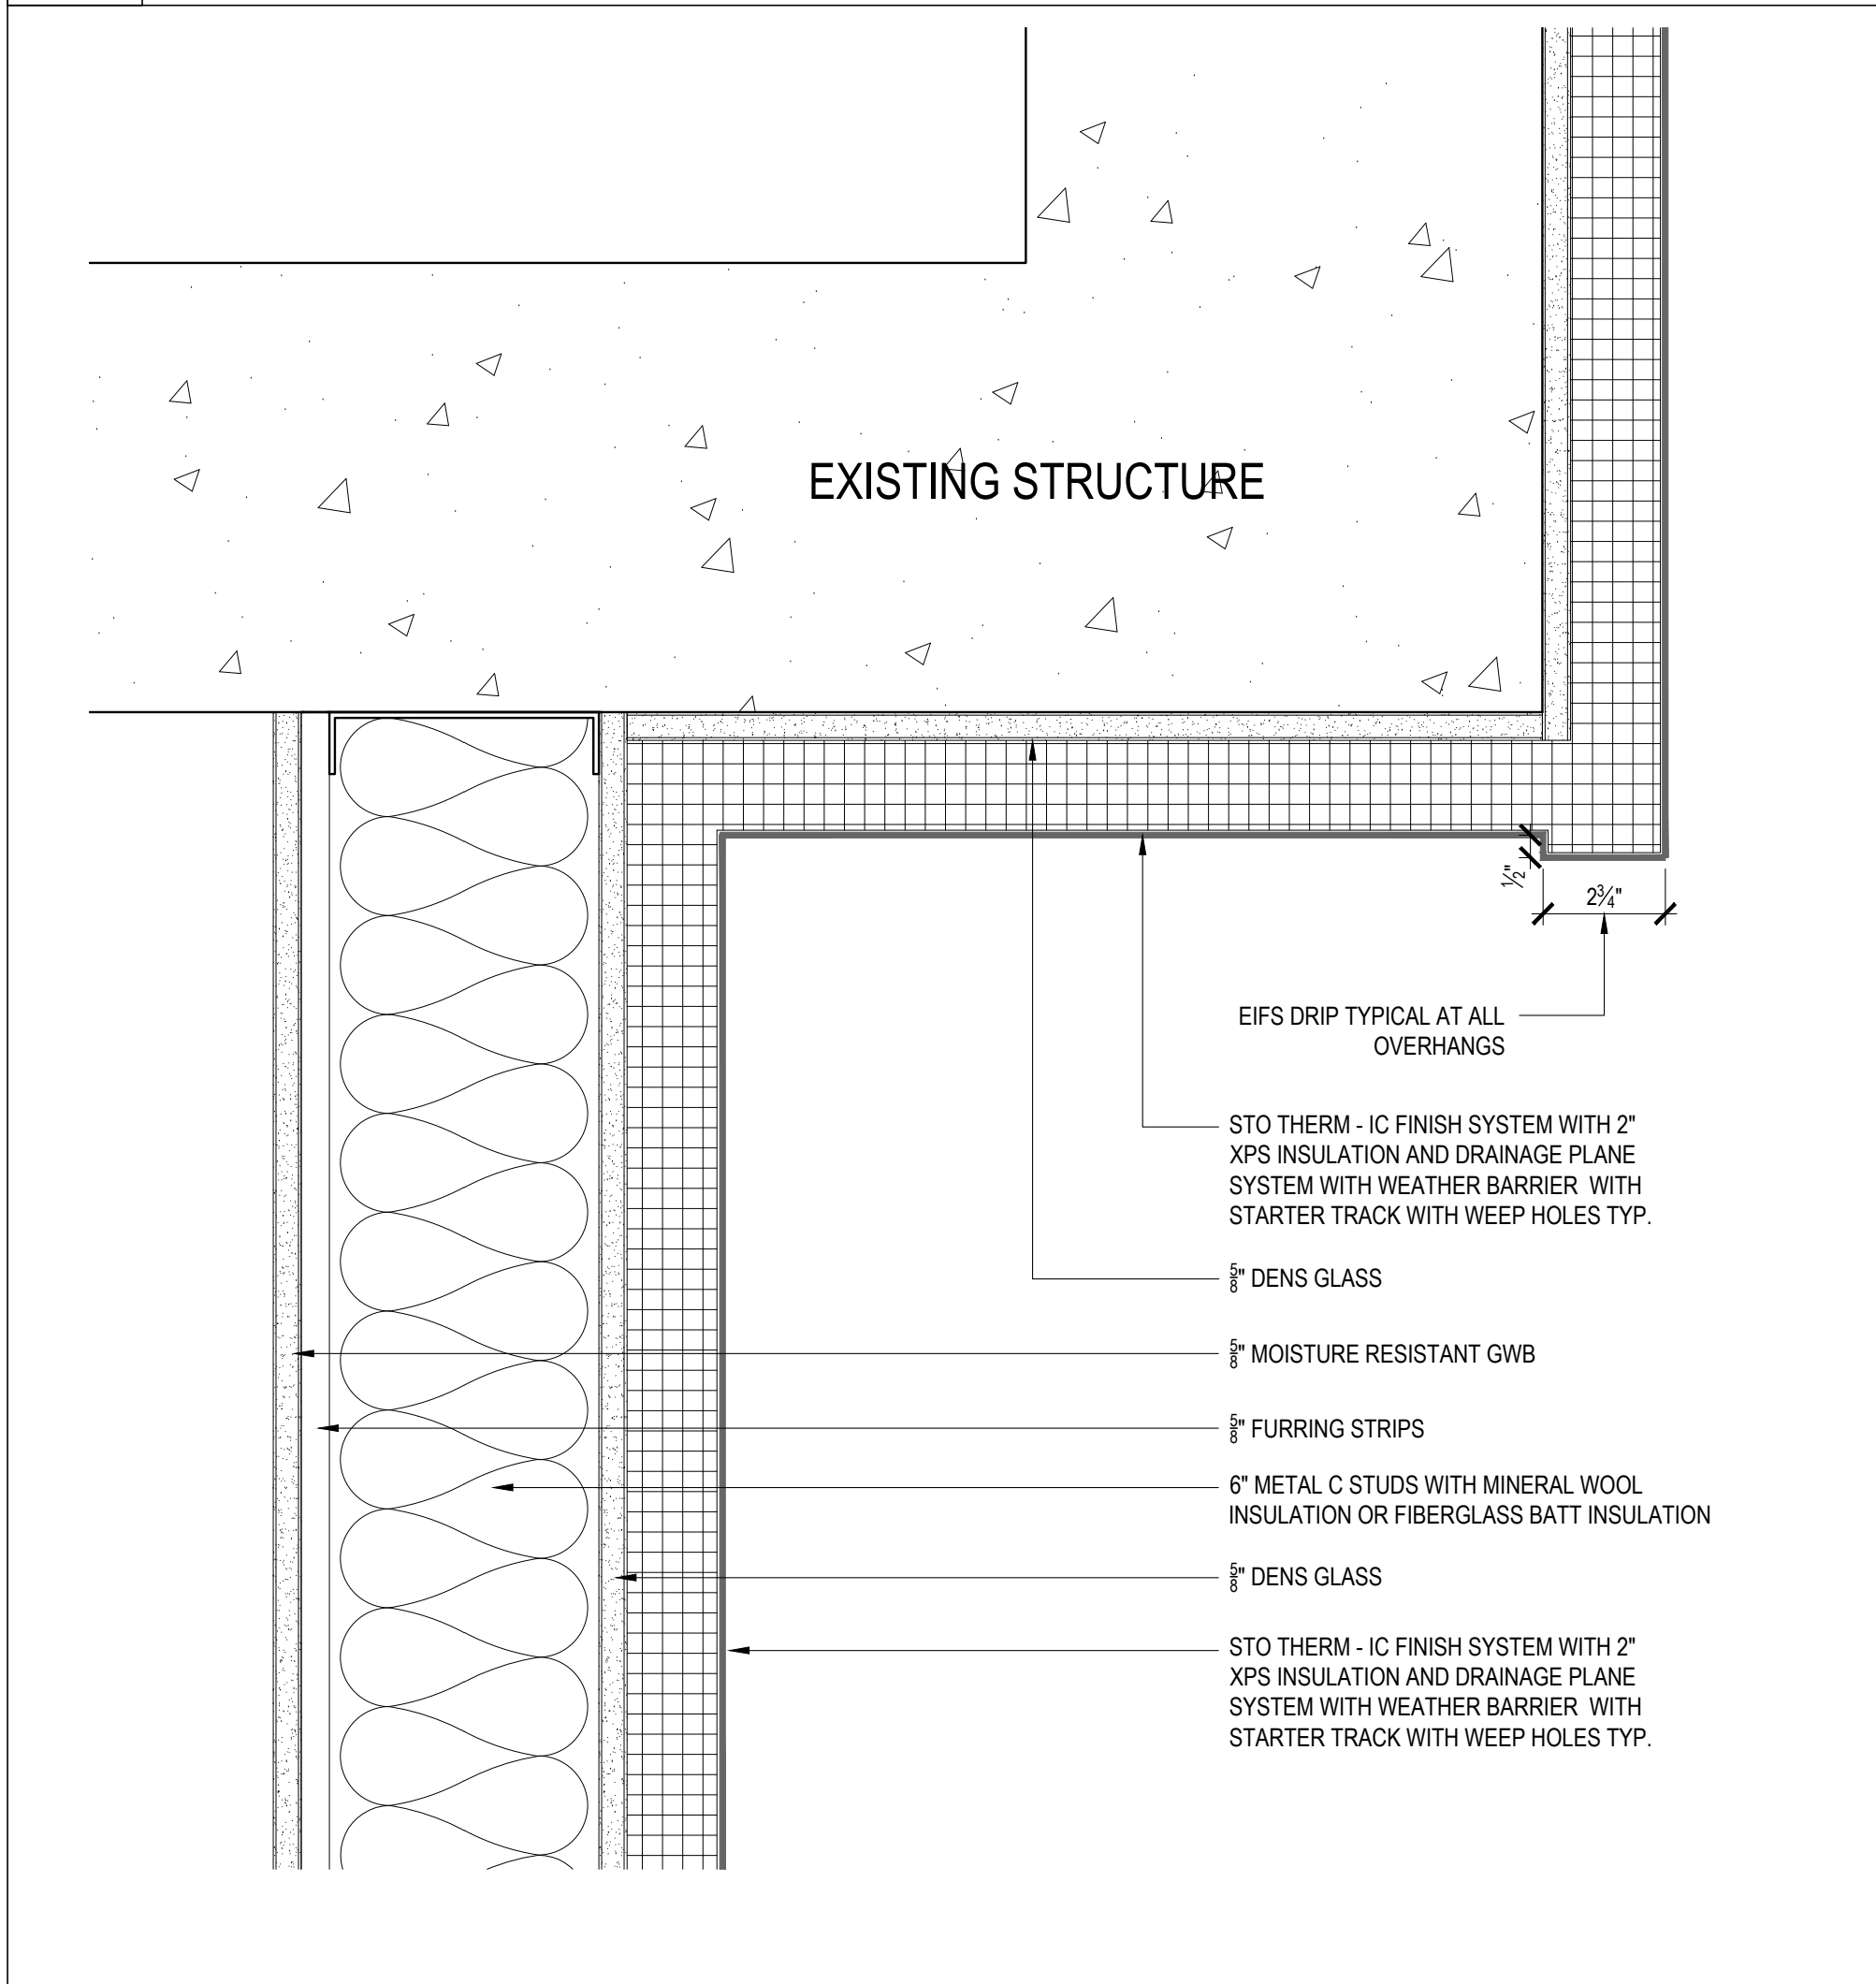 EXISTING STRUCTURE
½"
2¾"
EIFS DRIP TYPICAL AT ALL
OVERHANGS
STO THERM - IC FINISH SYSTEM WITH 2"
XPS INSULATION AND DRAINAGE PLANE
SYSTEM WITH WEATHER BARRIER WITH
STARTER TRACK WITH WEEP HOLES TYP.
⅝" DENS GLASS
⅝" MOISTURE RESISTANT GWB
⅝" FURRING STRIPS
6" METAL C STUDS WITH MINERAL WOOL
INSULATION OR FIBERGLASS BATT INSULATION
⅝" DENS GLASS
STO THERM - IC FINISH SYSTEM WITH 2"
XPS INSULATION AND DRAINAGE PLANE
SYSTEM WITH WEATHER BARRIER WITH
STARTER TRACK WITH WEEP HOLES TYP.